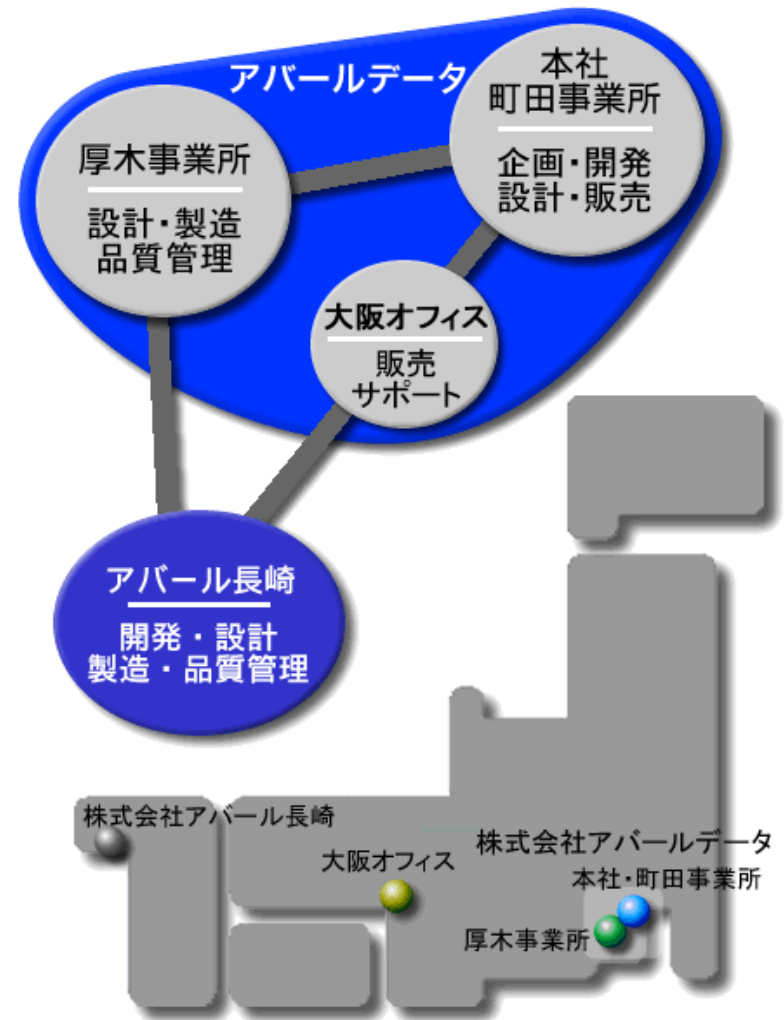 アバールデータ
本社
町田事業所
企画・開発
設計・販売
厚木事業所
設計・製造
品質管理
大阪オフィス
販売
サポート
アバール長崎
開発・設計
製造・品質管理
株式会社アバール長崎
大阪オフィス
株式会社アバールデータ
本社・町田事業所
厚木事業所